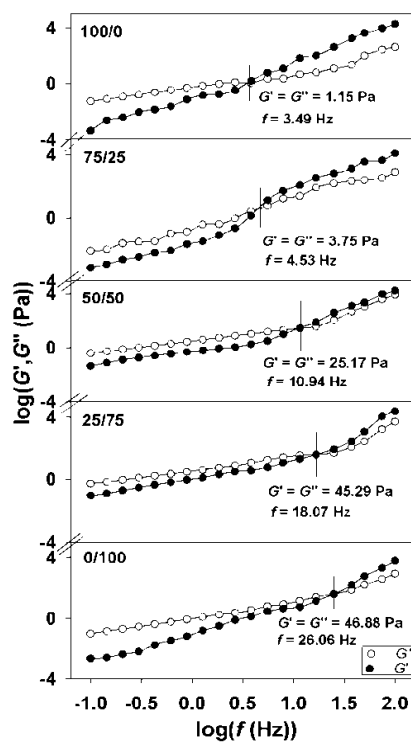 4
100/0
0
G' = G'' = 1.15 Pa
f = 3.49 Hz
-4
4
75/25
0
G' = G'' = 3.75 Pa
f = 4.53 Hz
-4
4
50/50
0
G' = G'' = 25.17 Pa
f = 10.94 Hz
-4
4
25/75
0
G' = G'' = 45.29 Pa
f = 18.07 Hz
-4
4
0/100
0
G' = G'' = 46.88 Pa
f = 26.06 Hz
-4
log(G', G'' (Pa))
-1.0 -0.5 0.0 0.5 1.0 1.5 2.0
log(f (Hz))